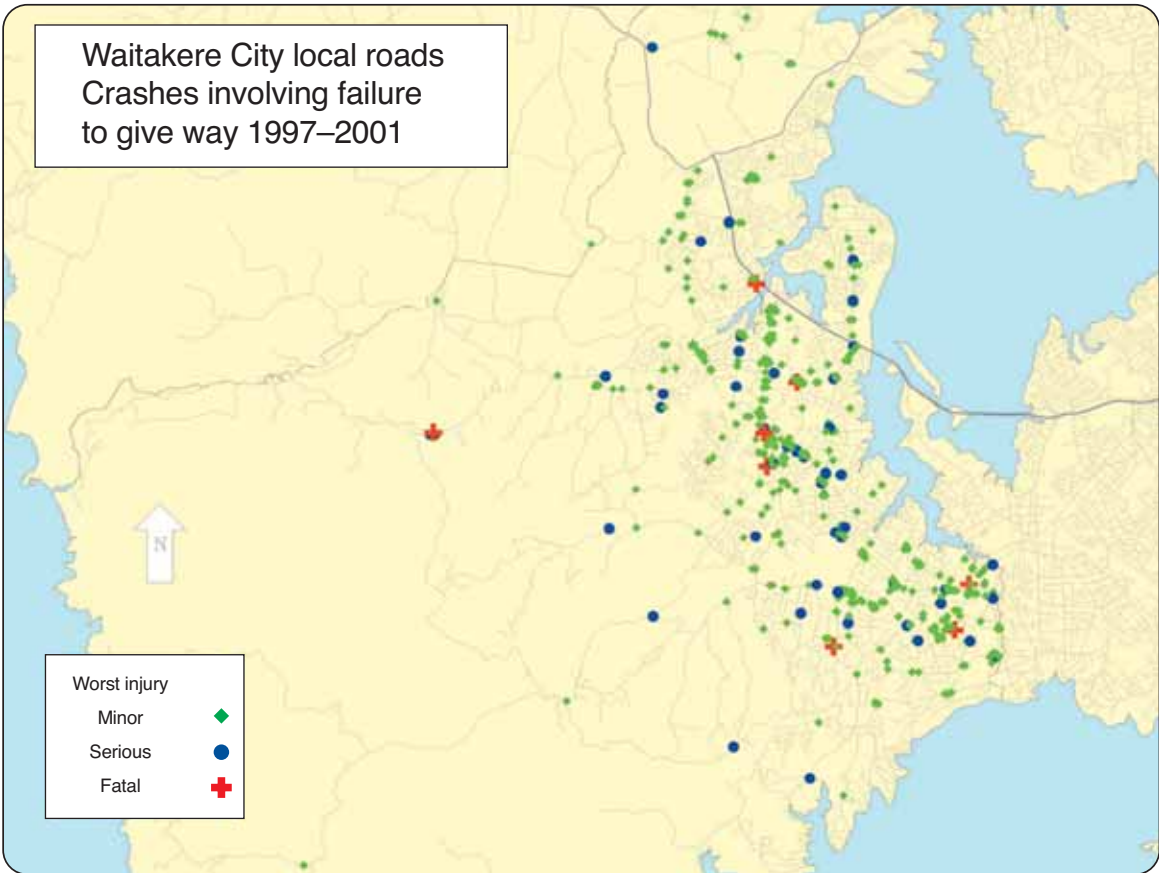 Waitakere City local roads
Crashes involving failure
to give way 1997–2001
N
Worst injury
Minor
Serious
Fatal